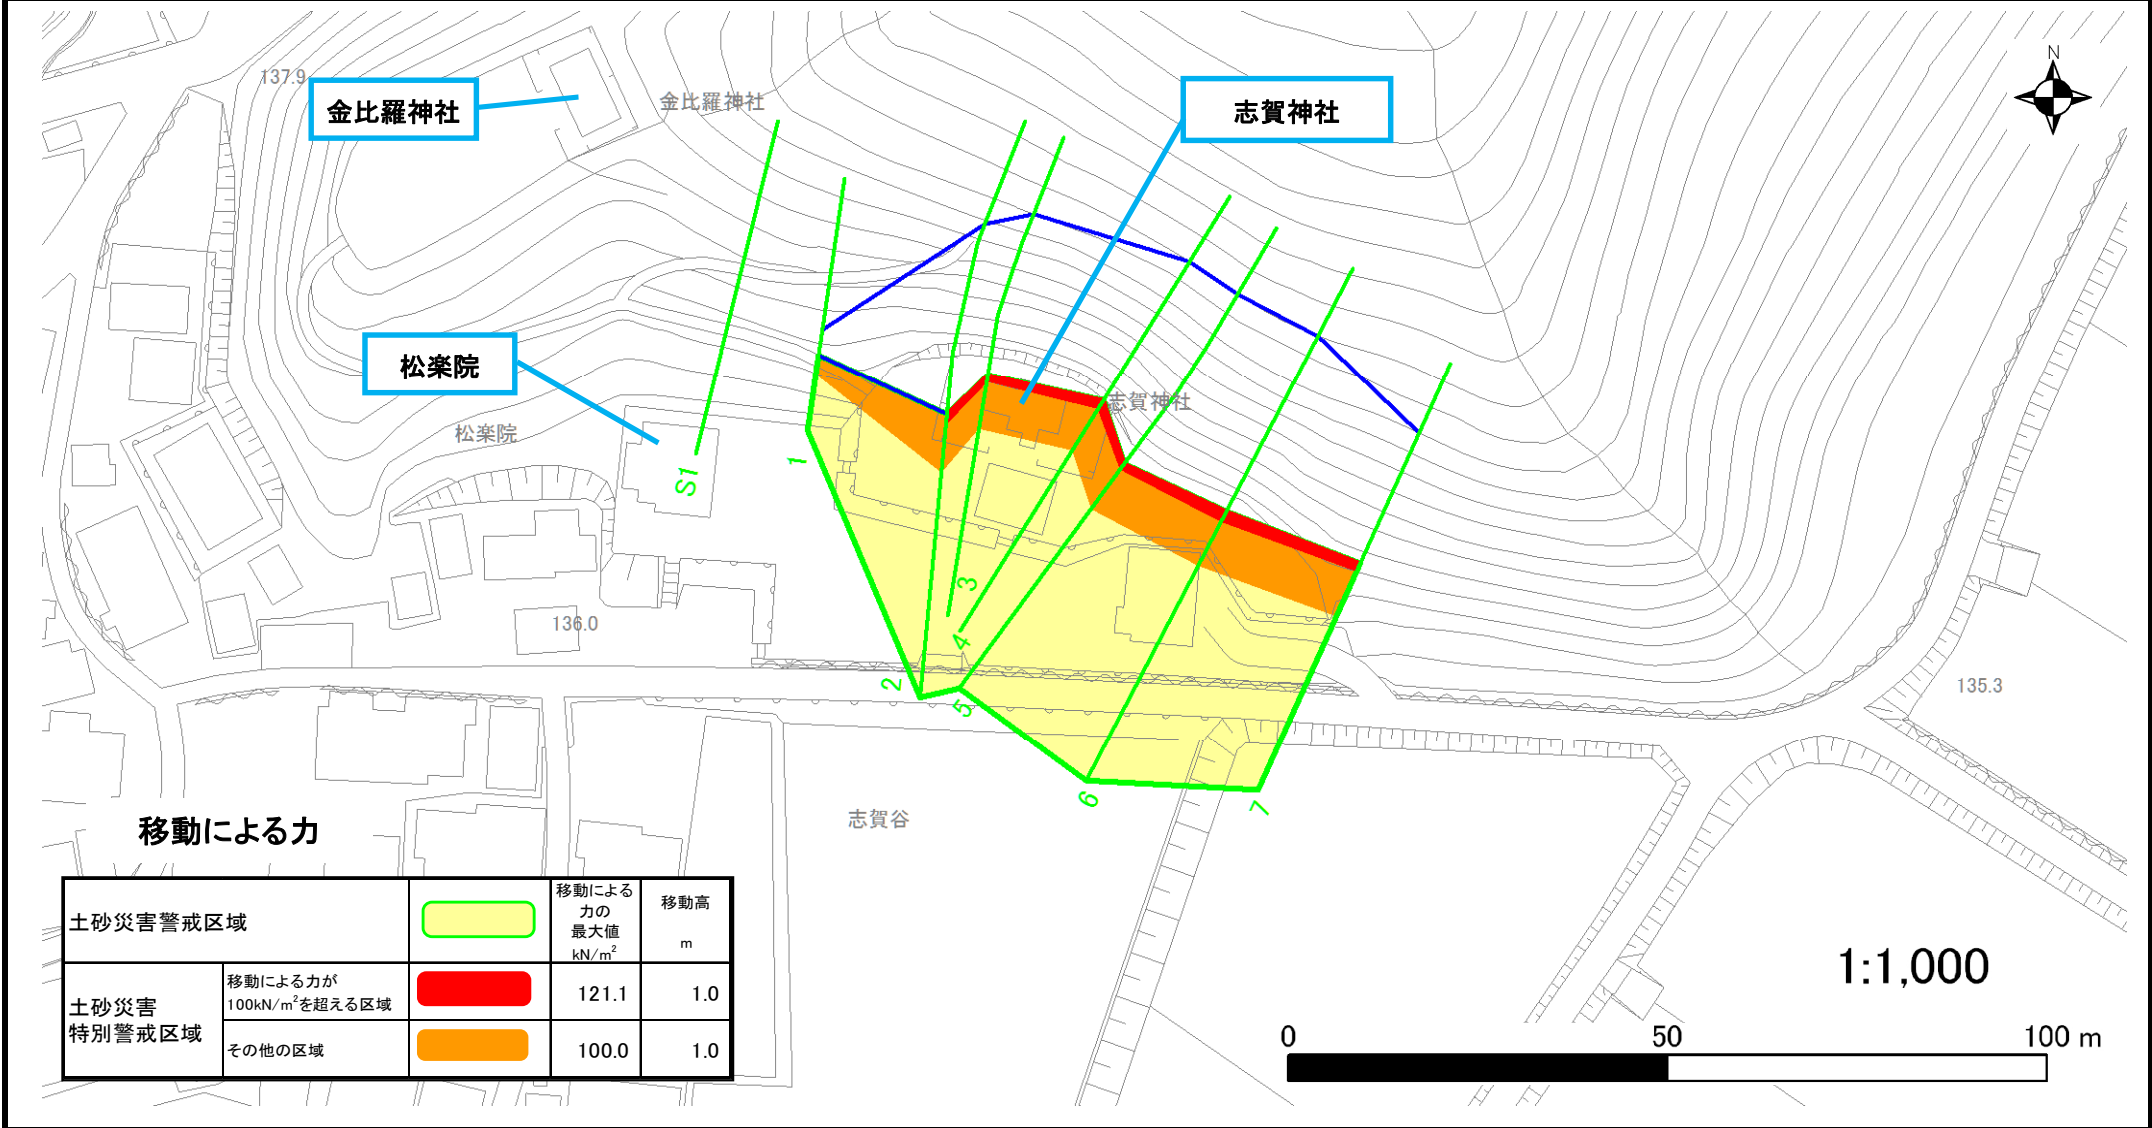 N
137.9
金比羅神社
金比羅神社
志賀神社
松楽院
松楽院
志賀神社
S1
1
3
4
2
5
6
7
136.0
135.3
志賀谷
移動による力
土砂災害警戒区域
移動による
力の
最大値
kN/m²
移動高
m
土砂災害
特別警戒区域
移動による力が
100kN/m²を超える区域
121.1
1.0
その他の区域
100.0
1.0
1:1,000
0
50
100 m